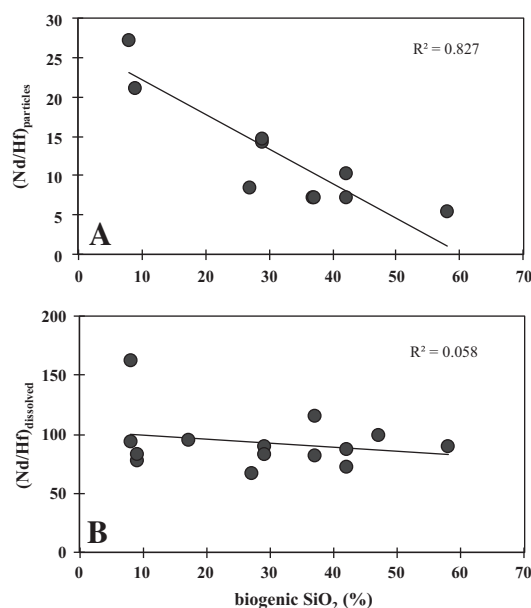 30
25
20
15
10
5
0
(Nd/Hf)particles
R² = 0.827
A
0 10 20 30 40 50 60 70
200
150
100
50
0
(Nd/Hf)dissolved
R² = 0.058
B
0 10 20 30 40 50 60 70
biogenic SiO₂ (%)